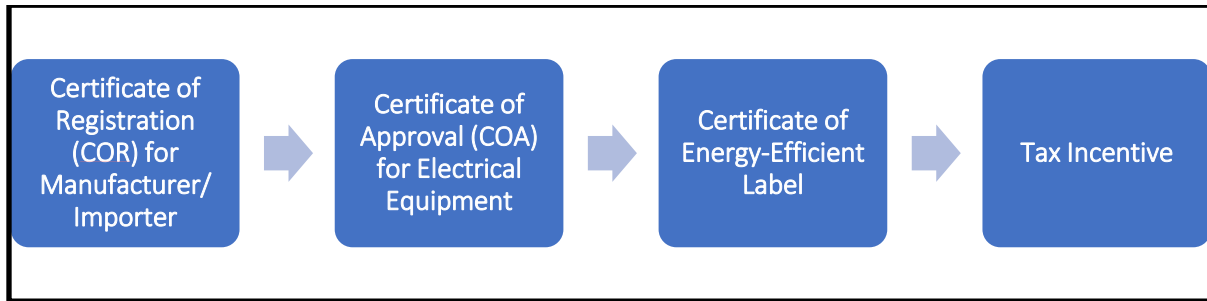 Certificate of
Registration
(COR) for
Manufacturer/
Importer
Certificate of
Approval (COA)
for Electrical
Equipment
Certificate of
Energy-Efficient
Label
Tax Incentive